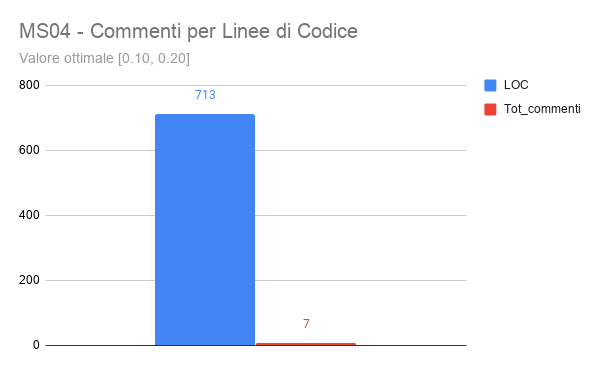 MS04 - Commenti per Linee di Codice
Valore ottimale [0.10, 0.20]
800
600
400
200
0
713
7
LOC
Tot_commenti